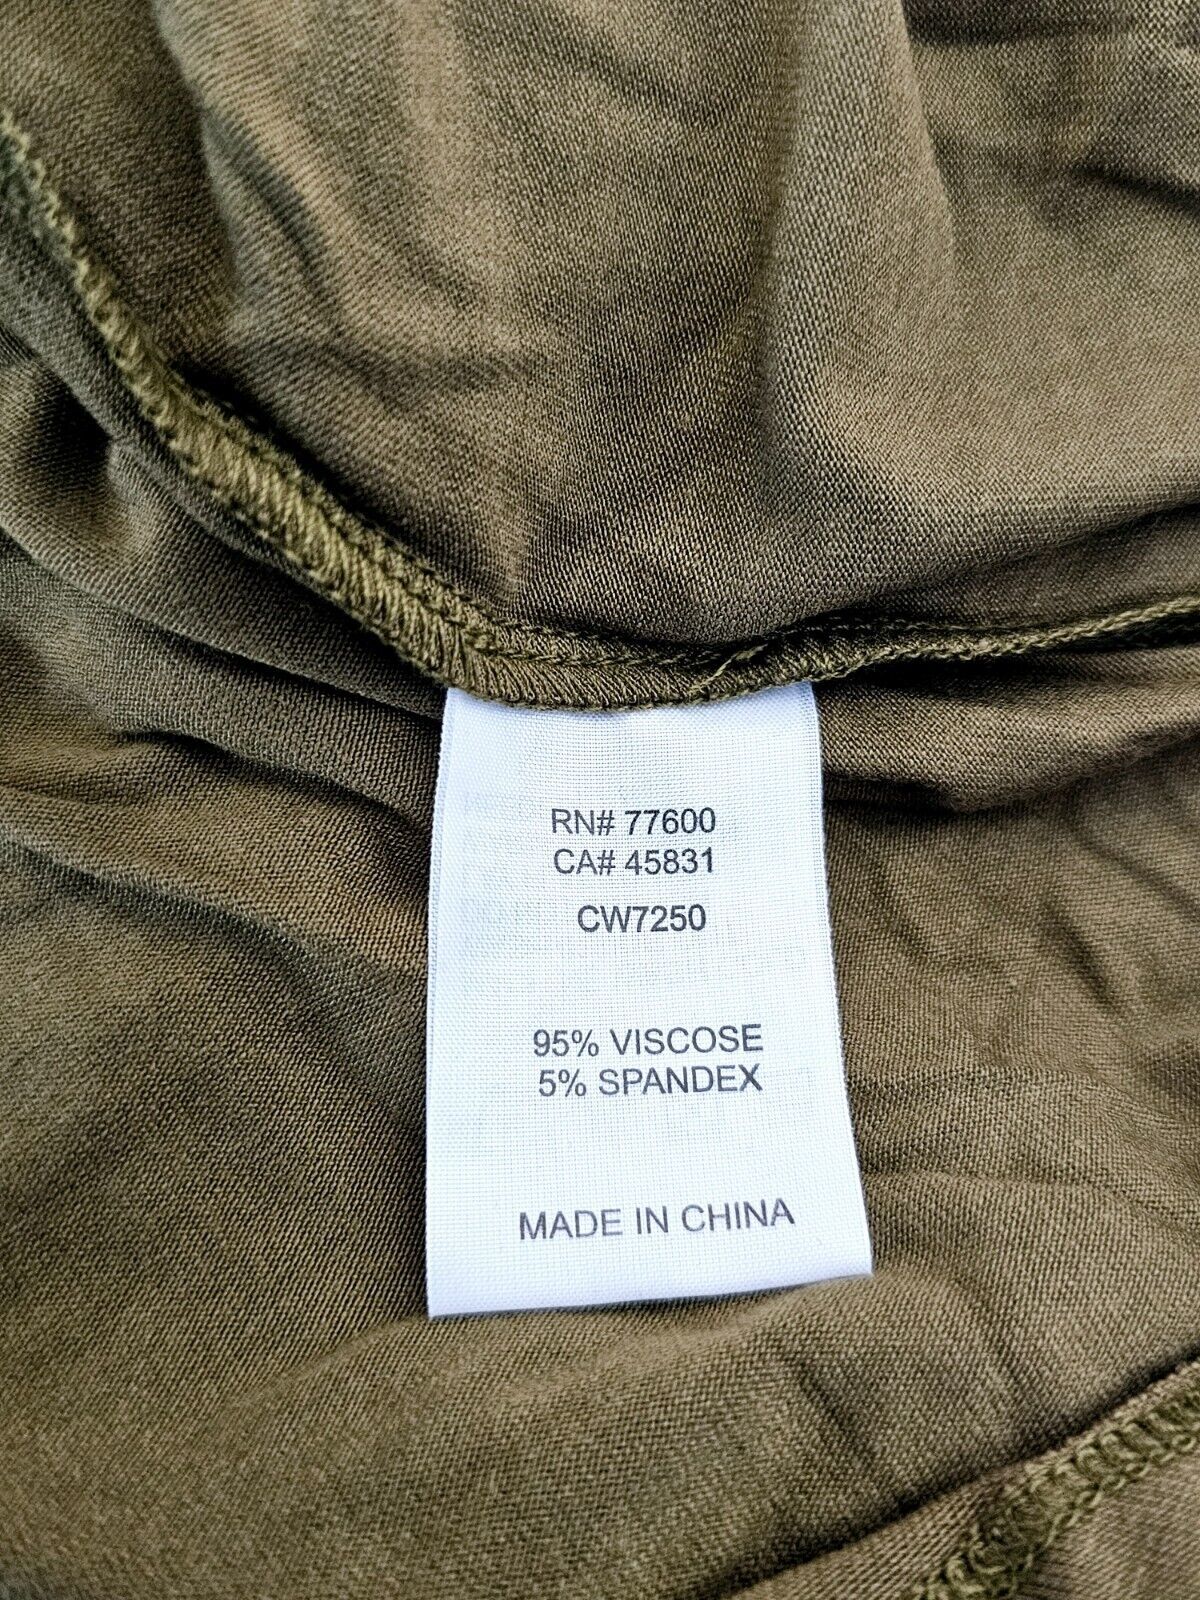 RN# 77600
CA# 45831
CW7250
95% VISCOSE
5% SPANDEX
MADE IN CHINA